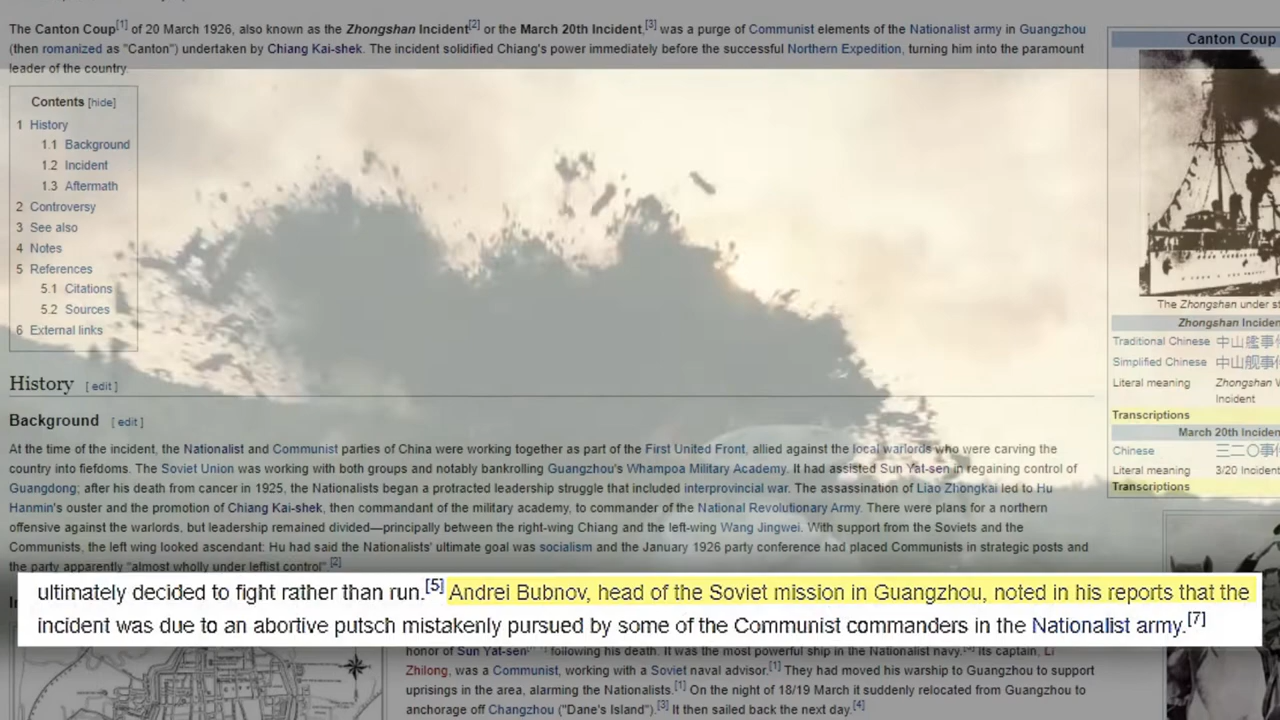 The Canton Coup[1] of 20 March 1926, also known as the Zhongshan Incident[2] or the March 20th Incident,[3] was a purge of Communist elements of the Nationalist army in Guangzhou
(then romanized as "Canton") undertaken by Chiang Kai-shek. The incident solidified Chiang's power immediately before the successful Northern Expedition, turning him into the paramount
leader of the country.
Contents [hide]
1 History
1.1 Background
1.2 Incident
1.3 Aftermath
2 Controversy
3 See also
4 Notes
5 References
5.1 Citations
5.2 Sources
6 External links
History [ edit ]
Background [ edit ]
At the time of the incident, the Nationalist and Communist parties of China were working together as part of the First United Front, allied against the local warlords who were carving the
country into fiefdoms. The Soviet Union was working with both groups and notably bankrolling Guangzhou's Whampoa Military Academy. It had assisted Sun Yat-sen in regaining control of
Guangdong; after his death from cancer in 1925, the Nationalists began a protracted leadership struggle that included interprovincial war. The assassination of Liao Zhongkai led to Hu
Hanmin's ouster and the promotion of Chiang Kai-shek, then commandant of the military academy, to commander of the National Revolutionary Army. There were plans for a northern
offensive against the warlords, but leadership remained divided—principally between the right-wing Chiang and the left-wing Wang Jingwei. With support from the Soviets and the
Communists, the left wing looked ascendant: Hu had said the Nationalists' ultimate goal was socialism and the January 1926 party conference had placed Communists in strategic posts and
the party apparently "almost wholly under leftist control".[2]
ultimately decided to fight rather than run.[5] Andrei Bubnov, head of the Soviet mission in Guangzhou, noted in his reports that the
incident was due to an abortive putsch mistakenly pursued by some of the Communist commanders in the Nationalist army.[7]
honor of Sun Yat-sen following his death. It was the most powerful ship in the Nationalist navy. Its captain, Li
Zhilong, was a Communist, working with a Soviet naval advisor.[1] They had moved his warship to Guangzhou to support
uprisings in the area, alarming the Nationalists.[1] On the night of 18/19 March it suddenly relocated from Guangzhou to
anchorage off Changzhou ("Dane's Island").[3] It then sailed back the next day.[4]
Canton Coup
The Zhongshan under
Zhongshan Inciden
Traditional Chinese 中山艦事
Simplified Chinese 中山舰事
Literal meaning Zhongshan
Incident
Transcriptions
March 20th Inciden
Chinese 三二〇事
Literal meaning 3/20 Incident
Transcriptions